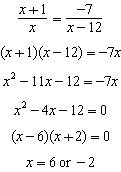 (x+1)/x = -7/(x-12)
(x+1)(x-12) = -7x
x² - 11x - 12 = -7x
x² - 4x - 12 = 0
(x-6)(x+2) = 0
x = 6 or -2